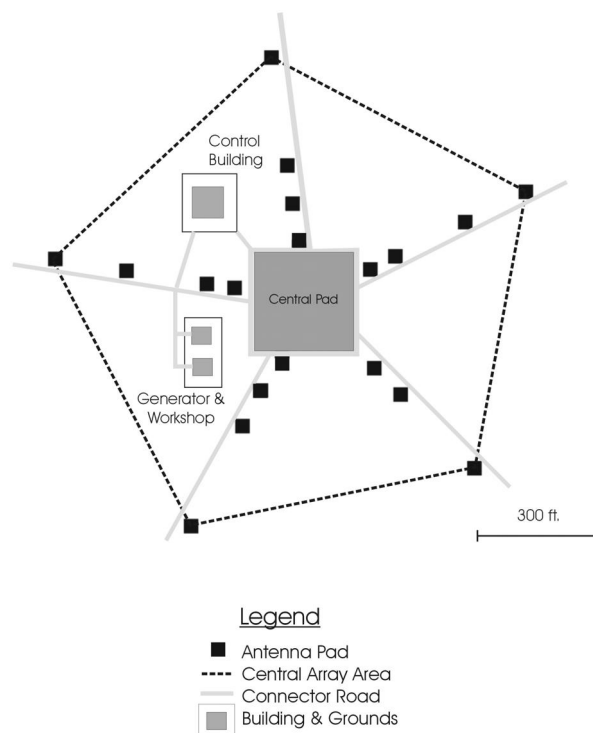 Control
Building
Central Pad
Generator &
Workshop
300 ft.
Legend
Antenna Pad
Central Array Area
Connector Road
Building & Grounds